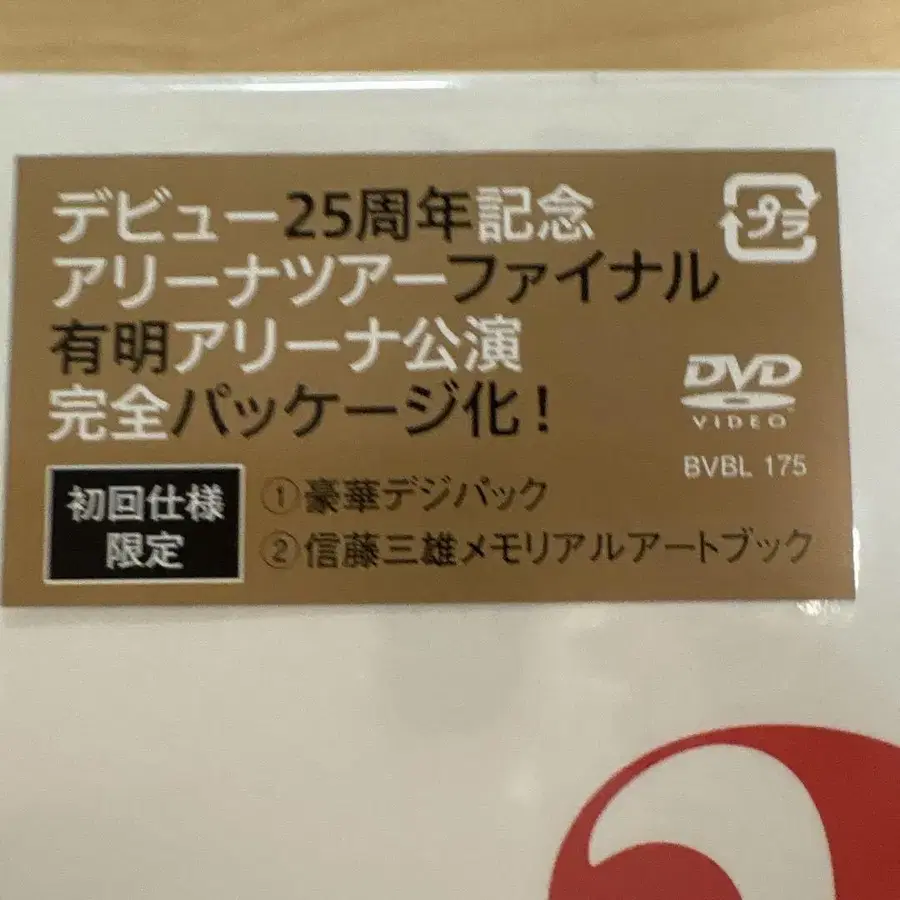 デビュー25周年記念
アリーナツアーファイナル
有明アリーナ公演
完全パッケージ化！
プラ
DVD
VIDEO
BVBL 175
初回仕様
限定
①豪華デジパック
②信藤三雄メモリアルアートブック